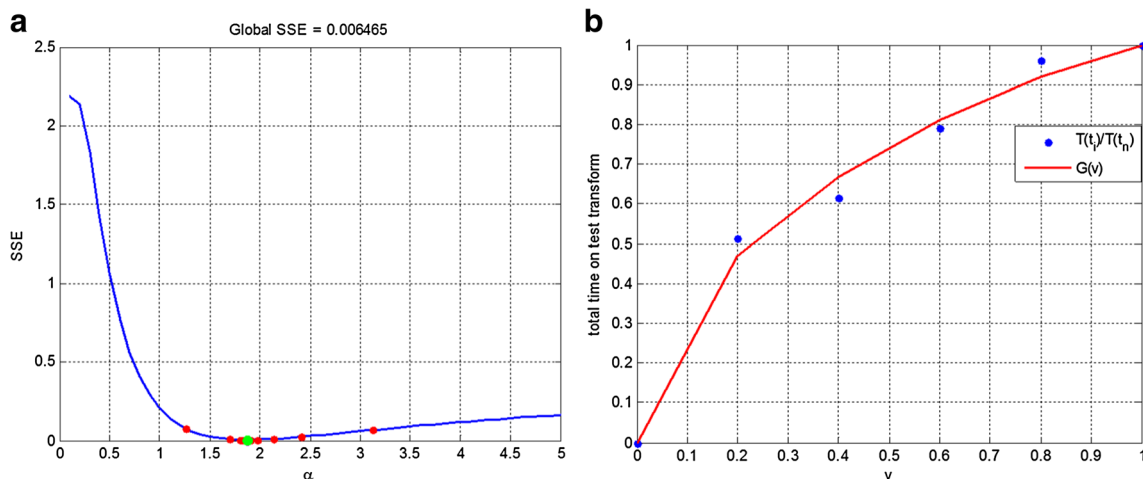 a
Global SSE = 0.006465
2.5
2
1.5
1
0.5
0
SSE
0 0.5 1 1.5 2 2.5 3 3.5 4 4.5 5
α
b
1
0.9
0.8
0.7
0.6
0.5
0.4
0.3
0.2
0.1
0
total time on test transform
T(t_i)/T(t_n)
G(v)
0 0.1 0.2 0.3 0.4 0.5 0.6 0.7 0.8 0.9 1
v